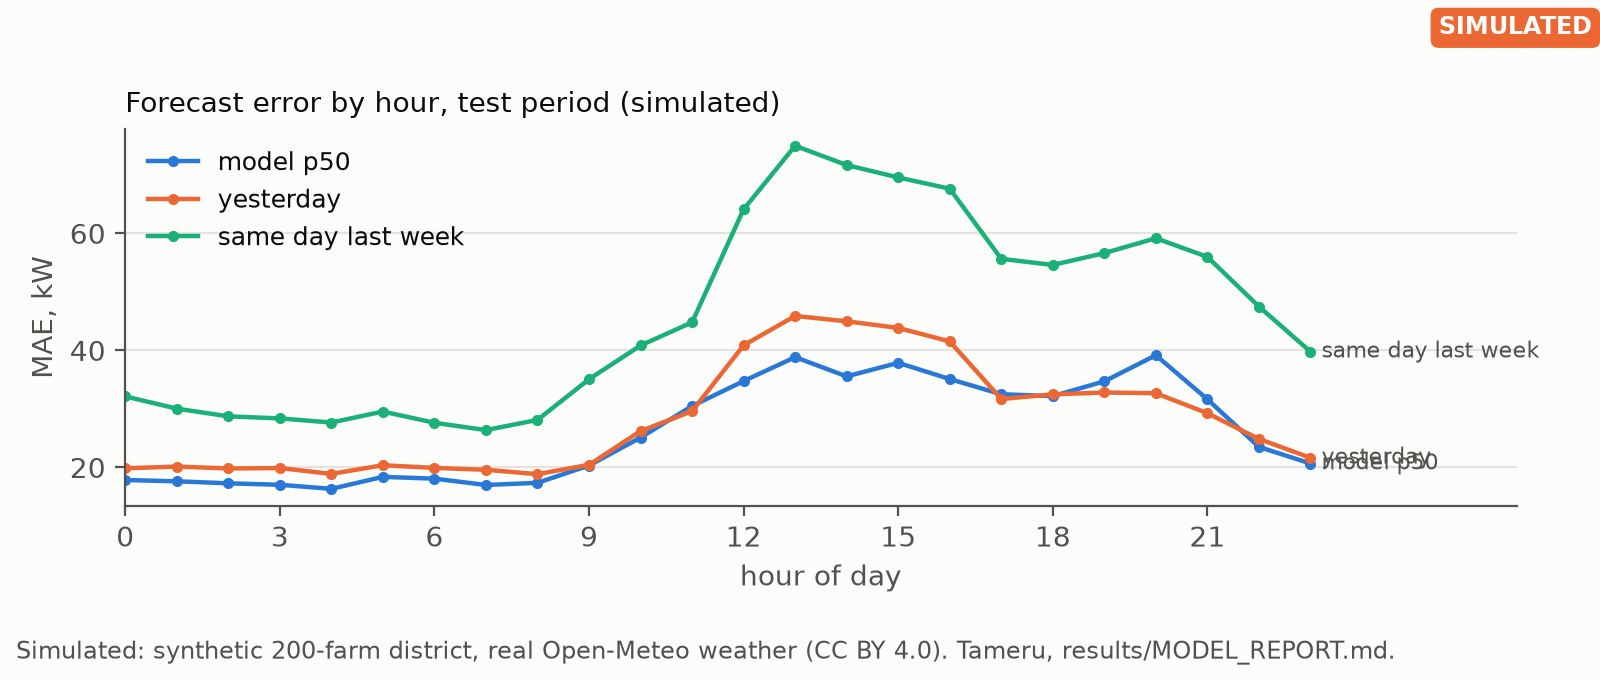 SIMULATED
Forecast error by hour, test period (simulated)
model p50
yesterday
same day last week
MAE, kW
60
40
20
same day last week
yesterday
model p50
0 3 6 9 12 15 18 21
hour of day
Simulated: synthetic 200-farm district, real Open-Meteo weather (CC BY 4.0). Tameru, results/MODEL_REPORT.md.